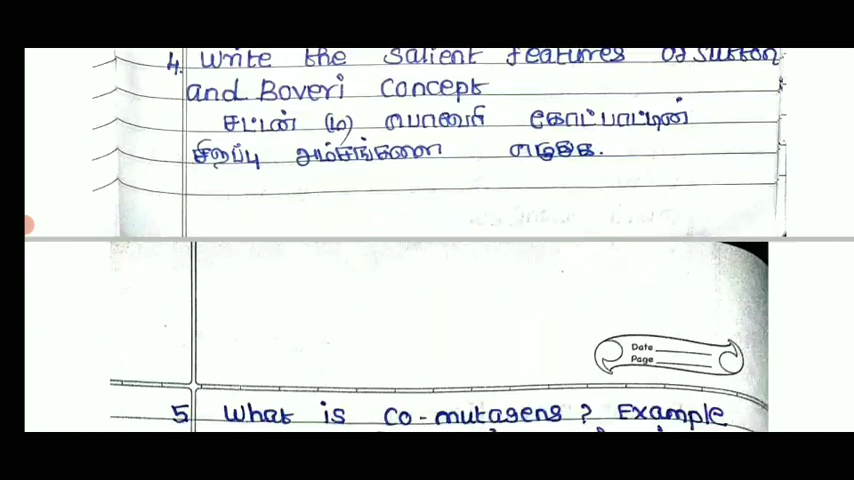 4. Write the salient features of Sutton
and Boveri Concept
சட்டன் (ம) பொவேரி கோட்பாட்டின்
சிறப்பு அம்சங்களை எழுதுக.
Date
Page
5 What is Co-mutagens? Example